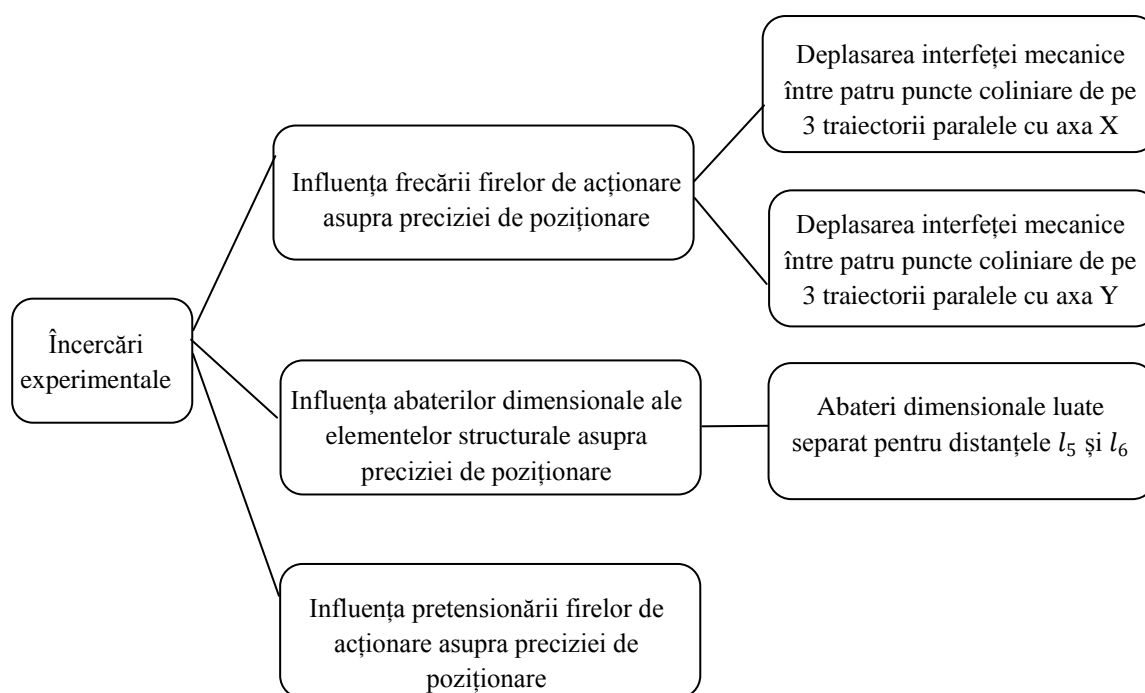 Încercări
experimentale
Influența frecării firelor de acționare
asupra preciziei de poziționare
Deplasarea interfeței mecanice
între patru puncte coliniare de pe
3 traiectorii paralele cu axa X
Deplasarea interfeței mecanice
între patru puncte coliniare de pe
3 traiectorii paralele cu axa Y
Influența abaterilor dimensionale ale
elementelor structurale asupra
preciziei de poziționare
Abateri dimensionale luate
separat pentru distanțele l₅ și l₆
Influența pretensionării firelor de
acționare asupra preciziei de
poziționare